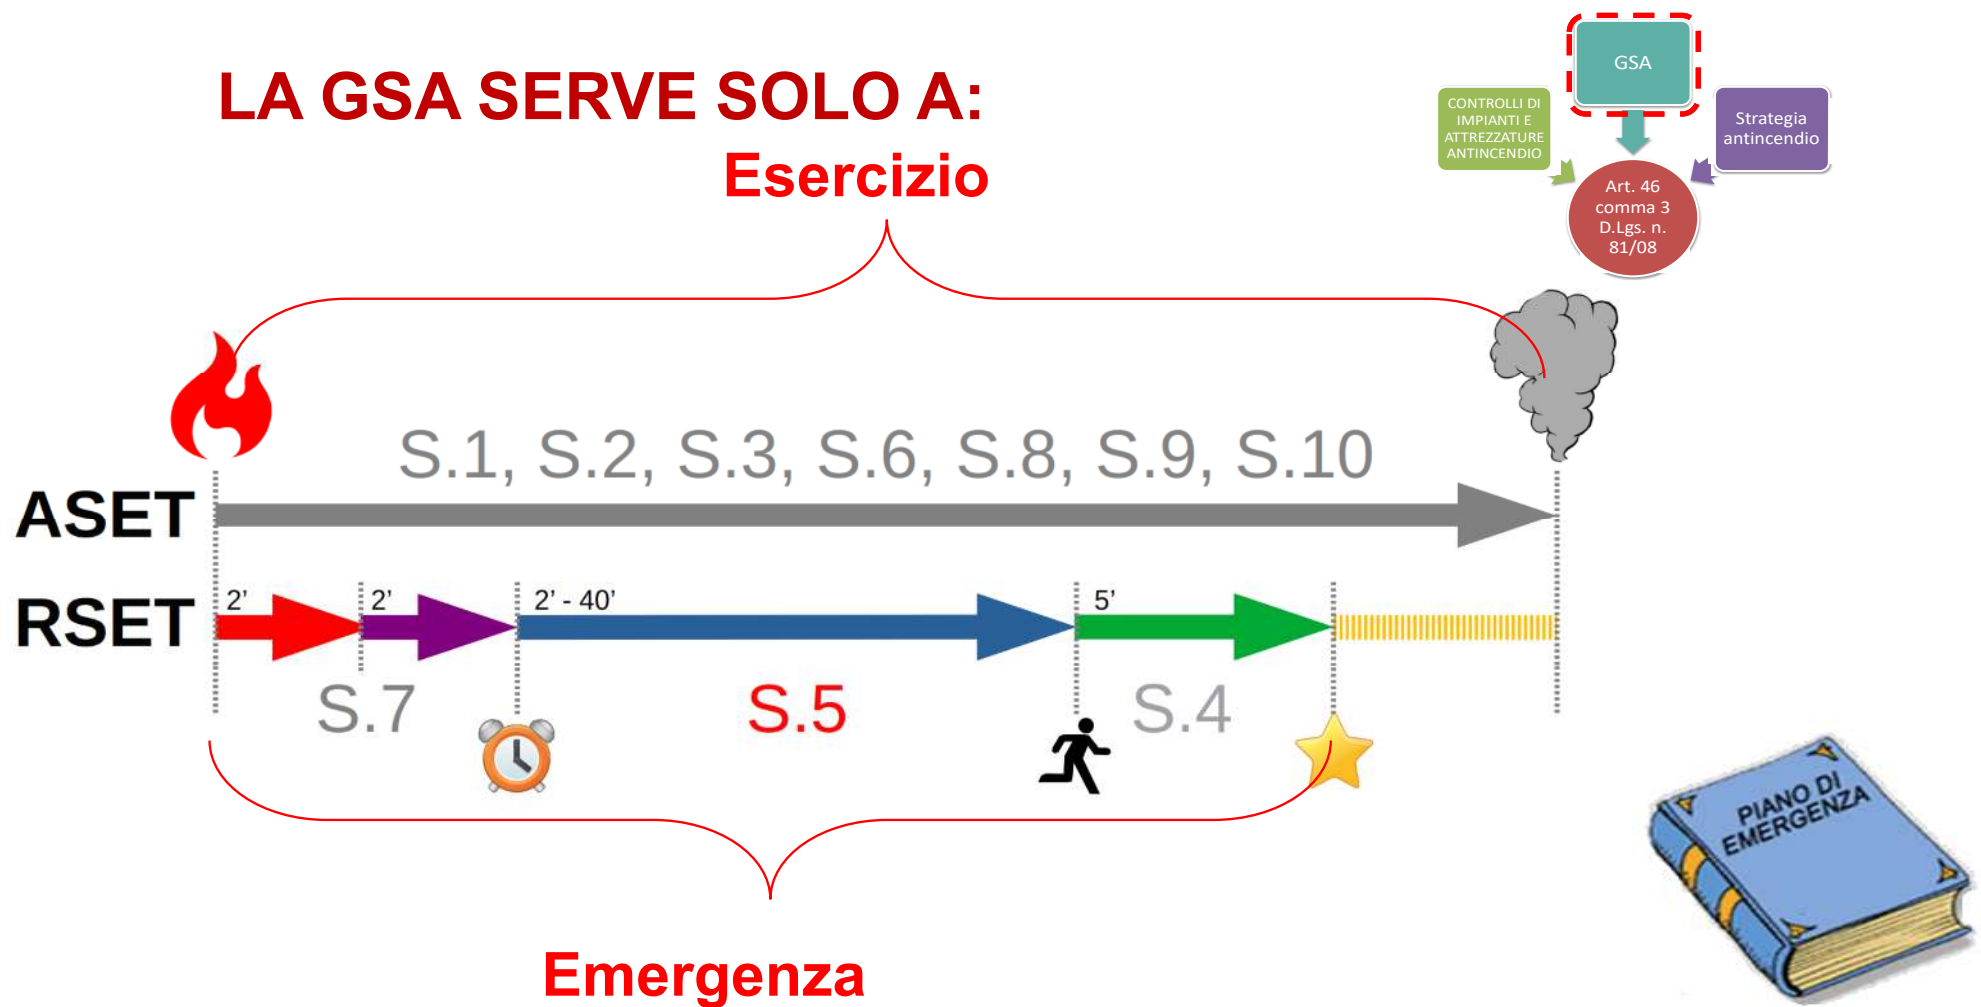 LA GSA SERVE SOLO A:
Esercizio
GSA
CONTROLLI DI
IMPIANTI E
ATTREZZATURE
ANTINCENDIO
Strategia
antincendio
Art. 46
comma 3
D.Lgs. n.
81/08
S.1, S.2, S.3, S.6, S.8, S.9, S.10
ASET
RSET
2’
2’
2’ - 40’
5’
S.7
S.5
S.4
PIANO DI
EMERGENZA
Emergenza